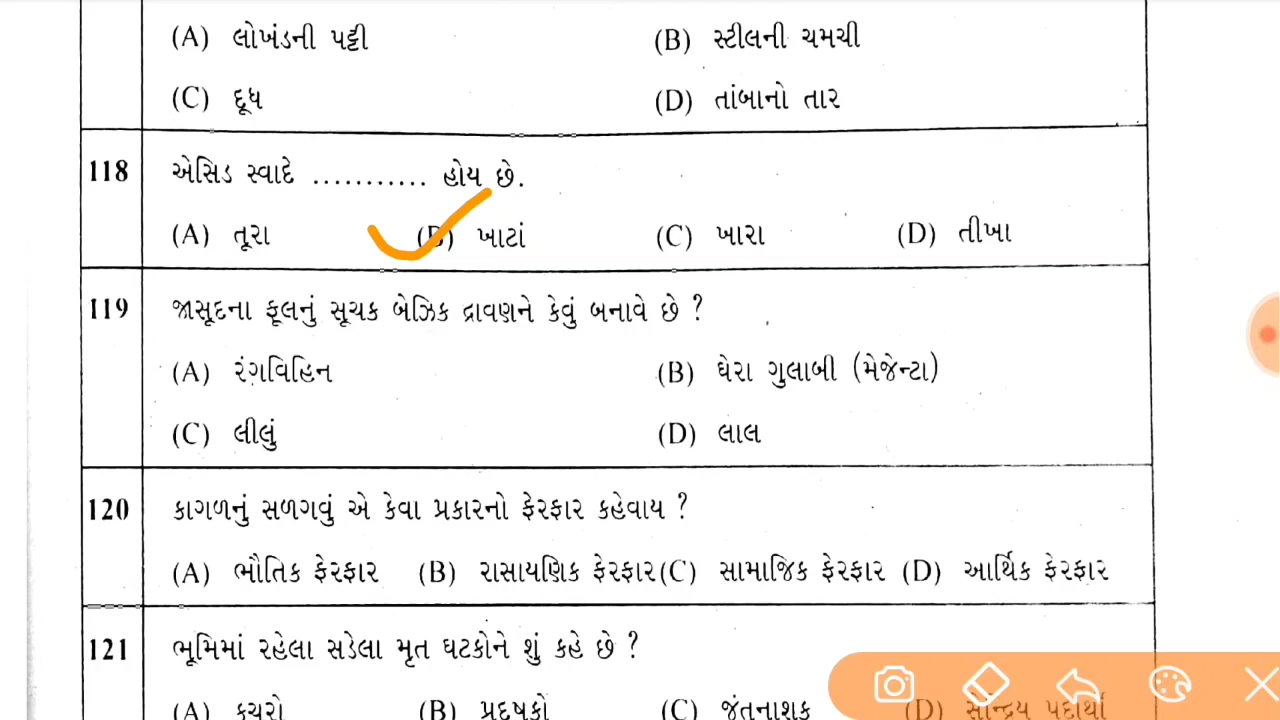 (A) લોખંડની પટ્ટી (B) સ્ટીલની ચમચી
(C) દૂધ (D) તાંબાનો તાર
118 એસિડ સ્વાદે ........... હોય છે.
(A) તૂરા (B) ખાટાં (C) ખારા (D) તીખા
119 જાસૂદના ફૂલનું સૂચક બેઝિક દ્રાવણને કેવું બનાવે છે ?
(A) રંગવિહિન (B) ઘેરા ગુલાબી (મેજેન્ટા)
(C) લીલું (D) લાલ
120 કાગળનું સળગવું એ કેવા પ્રકારનો ફેરફાર કહેવાય ?
(A) ભૌતિક ફેરફાર (B) રાસાયણિક ફેરફાર (C) સામાજિક ફેરફાર (D) આર્થિક ફેરફાર
121 ભૂમિમાં રહેલા સડેલા મૃત ઘટકોને શું કહે છે ?
(A) કચરો (B) પ્રદૂષકો (C) જંતુનાશક (D) સેન્દ્રિય પદાર્થો